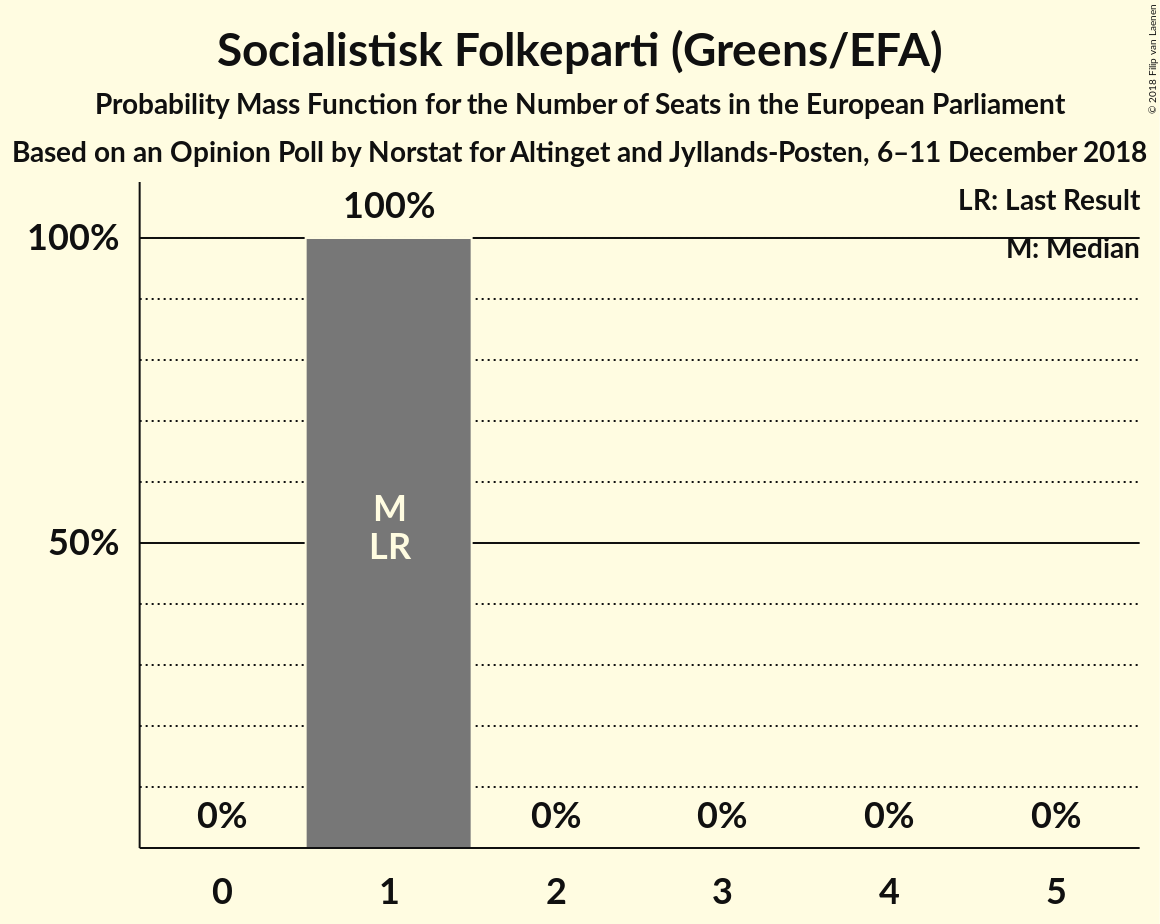 Socialistisk Folkeparti (Greens/EFA)
Probability Mass Function for the Number of Seats in the European Parliament
Based on an Opinion Poll by Norstat for Altinget and Jyllands-Posten, 6–11 December 2018
© 2018 Filip van Laenen
LR: Last Result
M: Median
100%
100%
50%
M
LR
0%
0%
0%
0%
0%
0
1
2
3
4
5